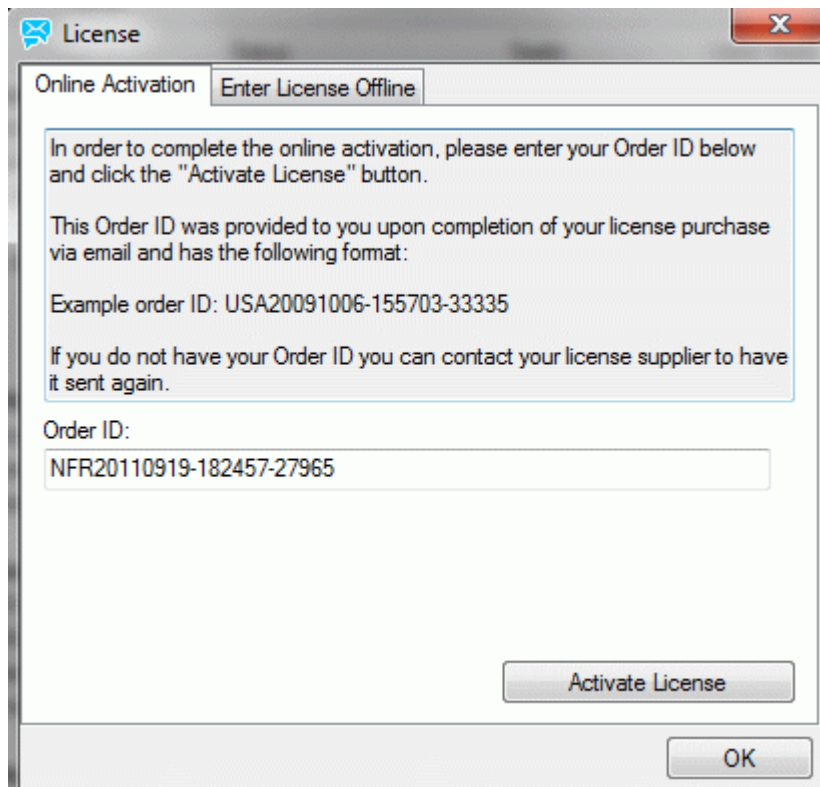 License
Online Activation
Enter License Offline
In order to complete the online activation, please enter your Order ID below
and click the "Activate License" button.
This Order ID was provided to you upon completion of your license purchase
via email and has the following format:
Example order ID: USA20091006-155703-33335
If you do not have your Order ID you can contact your license supplier to have
it sent again.
Order ID:
NFR20110919-182457-27965
Activate License
OK